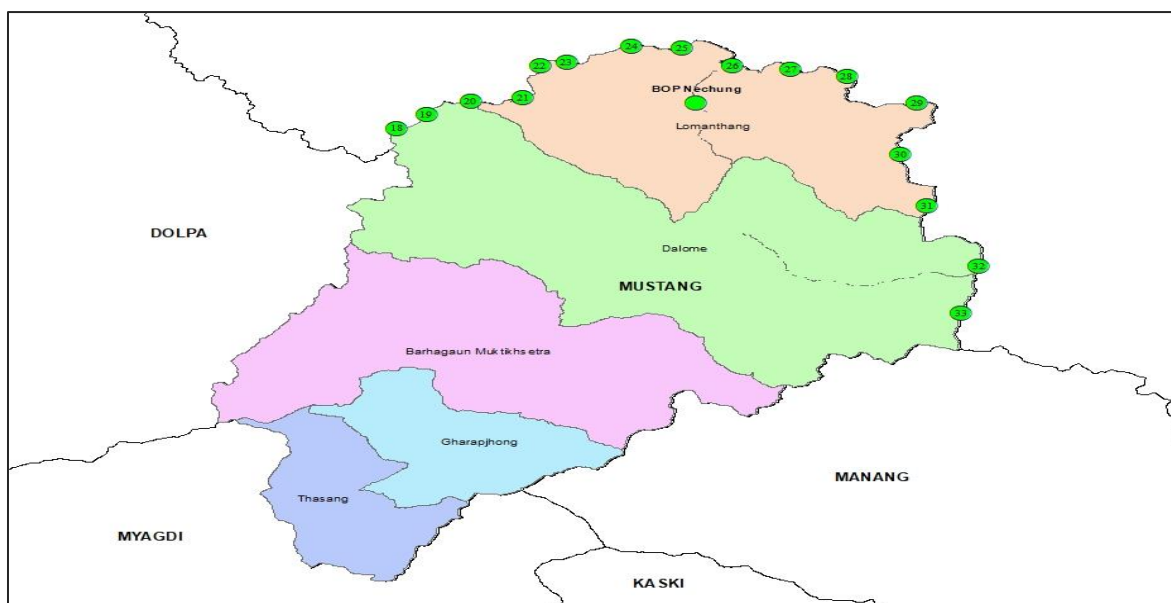 24
25
22
23
26
27
28
BOP Nechung
21
20
29
19
18
Lomanthang
30
31
DOLPA
Dalome
32
MUSTANG
33
Barhagaun Muktikhsetra
Gharapjhong
MANANG
Thasang
MYAGDI
KASKI